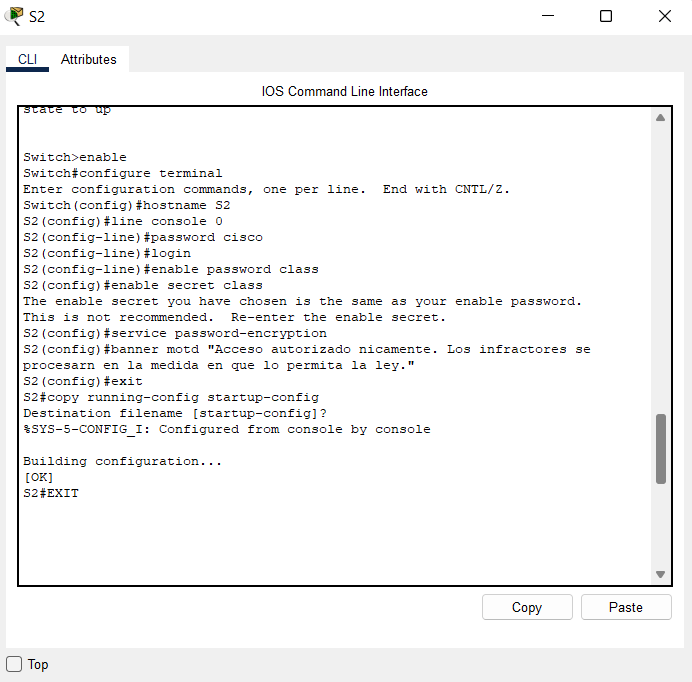 S2
CLI
Attributes
IOS Command Line Interface
state to up
Switch>enable
Switch#configure terminal
Enter configuration commands, one per line.  End with CNTL/Z.
Switch(config)#hostname S2
S2(config)#line console 0
S2(config-line)#password cisco
S2(config-line)#login
S2(config-line)#enable password class
S2(config)#enable secret class
The enable secret you have chosen is the same as your enable password.
This is not recommended.  Re-enter the enable secret.
S2(config)#service password-encryption
S2(config)#banner motd "Acceso autorizado nicamente. Los infractores se
procesarn en la medida en que lo permita la ley."
S2(config)#exit
S2#copy running-config startup-config
Destination filename [startup-config]?
%SYS-5-CONFIG_I: Configured from console by console
Building configuration...
[OK]
S2#EXIT
Copy
Paste
Top